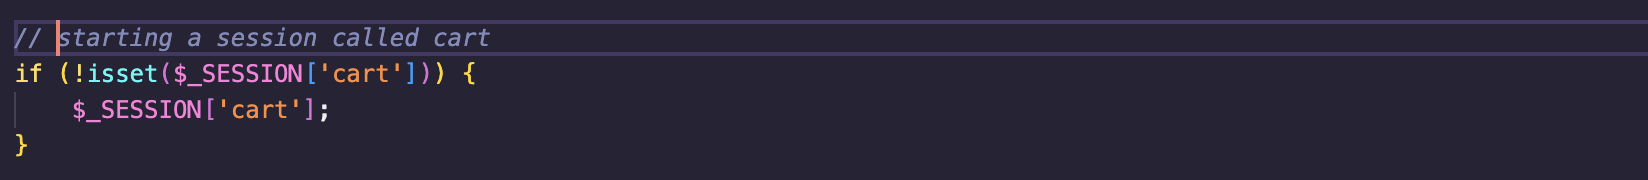 // starting a session called cart
if (!isset($_SESSION['cart'])) {
    $_SESSION['cart'];
}